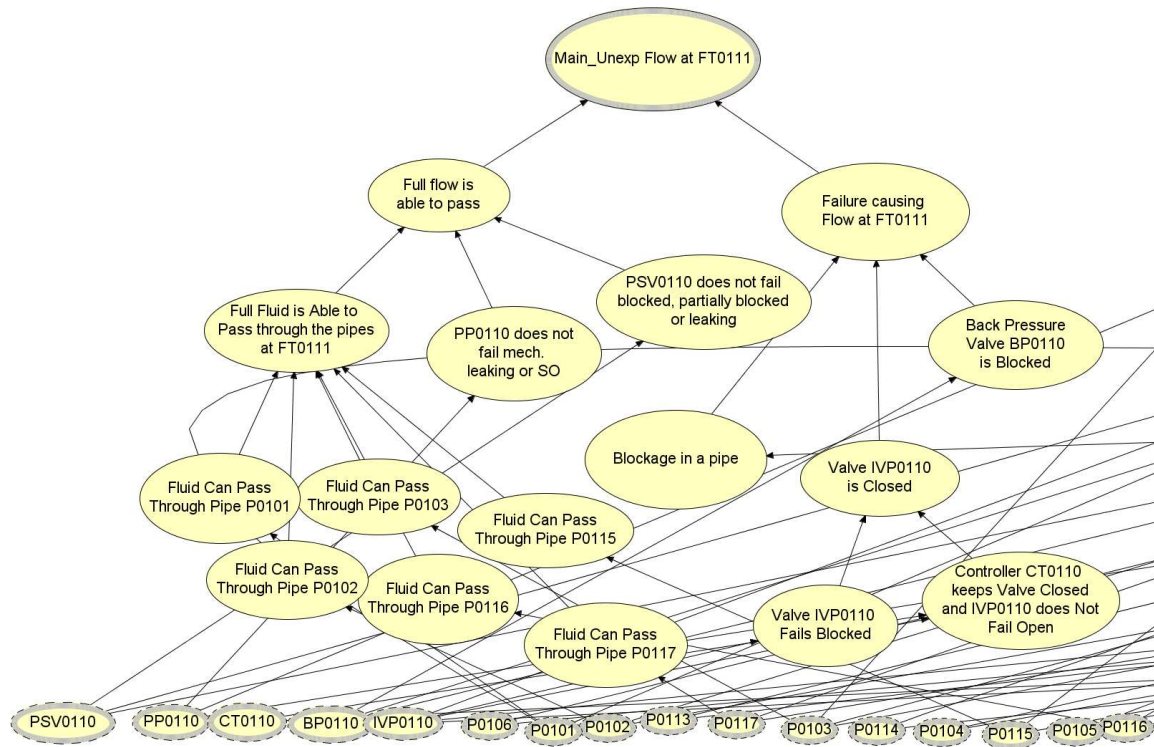 Main_Unexp Flow at FT0111
Full flow is
able to pass
Failure causing
Flow at FT0111
PSV0110 does not fail
blocked, partially blocked
or leaking
Full Fluid is Able to
Pass through the pipes
at FT0111
PP0110 does not
fail mech.
leaking or SO
Back Pressure
Valve BP0110
is Blocked
Blockage in a pipe
Valve IVP0110
is Closed
Fluid Can Pass
Through Pipe P0101
Fluid Can Pass
Through Pipe P0103
Fluid Can Pass
Through Pipe P0115
Fluid Can Pass
Through Pipe P0102
Fluid Can Pass
Through Pipe P0116
Controller CT0110
keeps Valve Closed
and IVP0110 does Not
Fail Open
Valve IVP0110
Fails Blocked
Fluid Can Pass
Through Pipe P0117
PSV0110
PP0110
CT0110
BP0110
IVP0110
P0106
P0101
P0102
P0113
P0117
P0103
P0114
P0104
P0115
P0105
P0116